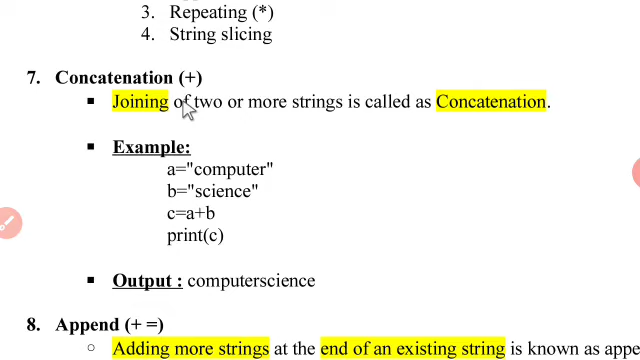 3. Repeating (*)
4. String slicing
7. Concatenation (+)
▪ Joining of two or more strings is called as Concatenation.
▪ Example:
a="computer"
b="science"
c=a+b
print(c)
▪ Output : computerscience
8. Append (+ =)
○ Adding more strings at the end of an existing string is known as appe